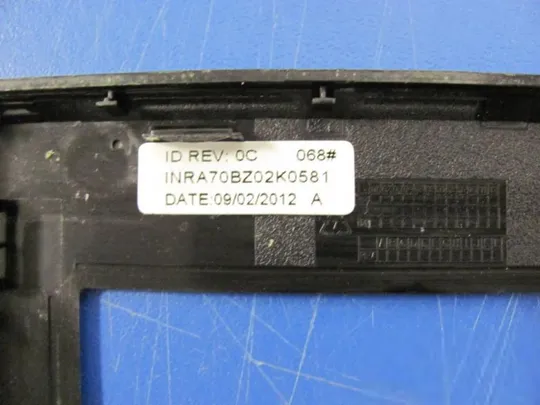 ID REV: 0C 068#
INRA70BZ02K0581
DATE:09/02/2012 A